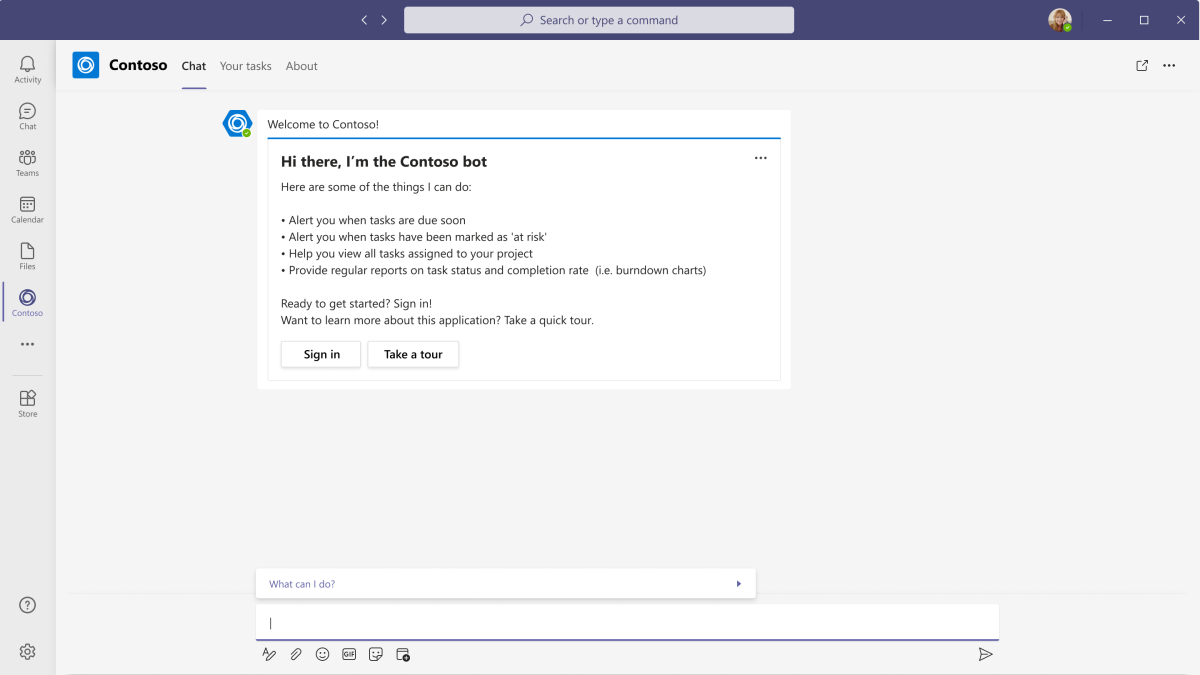 Search or type a command
Activity
Chat
Teams
Calendar
Files
Contoso
Store
Contoso Chat Your tasks About
Welcome to Contoso!
Hi there, I’m the Contoso bot
Here are some of the things I can do:
• Alert you when tasks are due soon
• Alert you when tasks have been marked as ‘at risk’
• Help you view all tasks assigned to your project
• Provide regular reports on task status and completion rate (i.e. burndown charts)
Ready to get started? Sign in!
Want to learn more about this application? Take a quick tour.
Sign in Take a tour
What can I do?
GIF